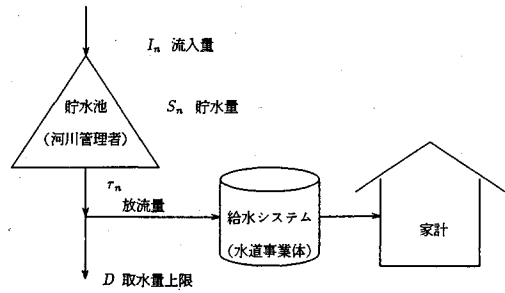 I_n 流入量
貯水池
(河川管理者)
S_n 貯水量
r_n
放流量
給水システム
(水道事業体)
家計
D 取水量上限